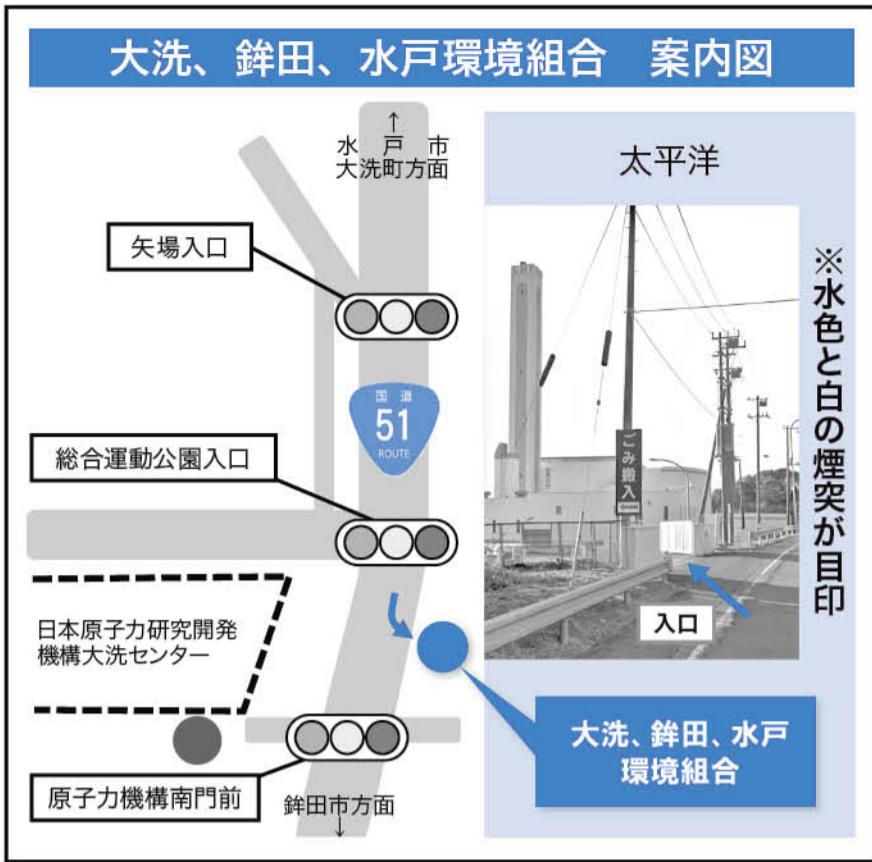 大洗、鉾田、水戸環境組合　案内図
↑
水戸市
大洗町方面
太平洋
矢場入口
国道
51
ROUTE
総合運動公園入口
※水色と白の煙突が目印
ごみ搬入
入口
日本原子力研究開発
機構大洗センター
大洗、鉾田、水戸
環境組合
原子力機構南門前
鉾田市方面
↓